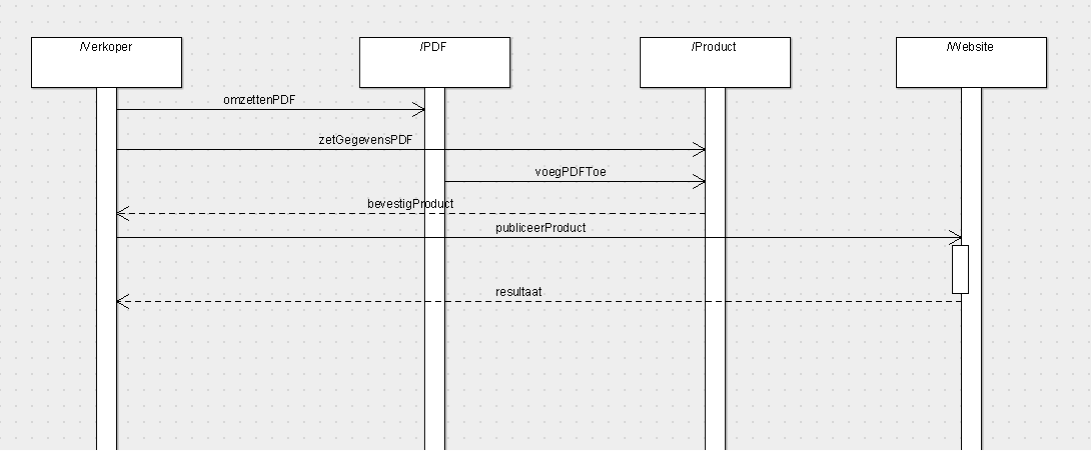 /Verkoper
/PDF
/Product
/Website
omzettenPDF
zetGegevensPDF
voegPDFToe
bevestigProduct
publiceerProduct
resultaat